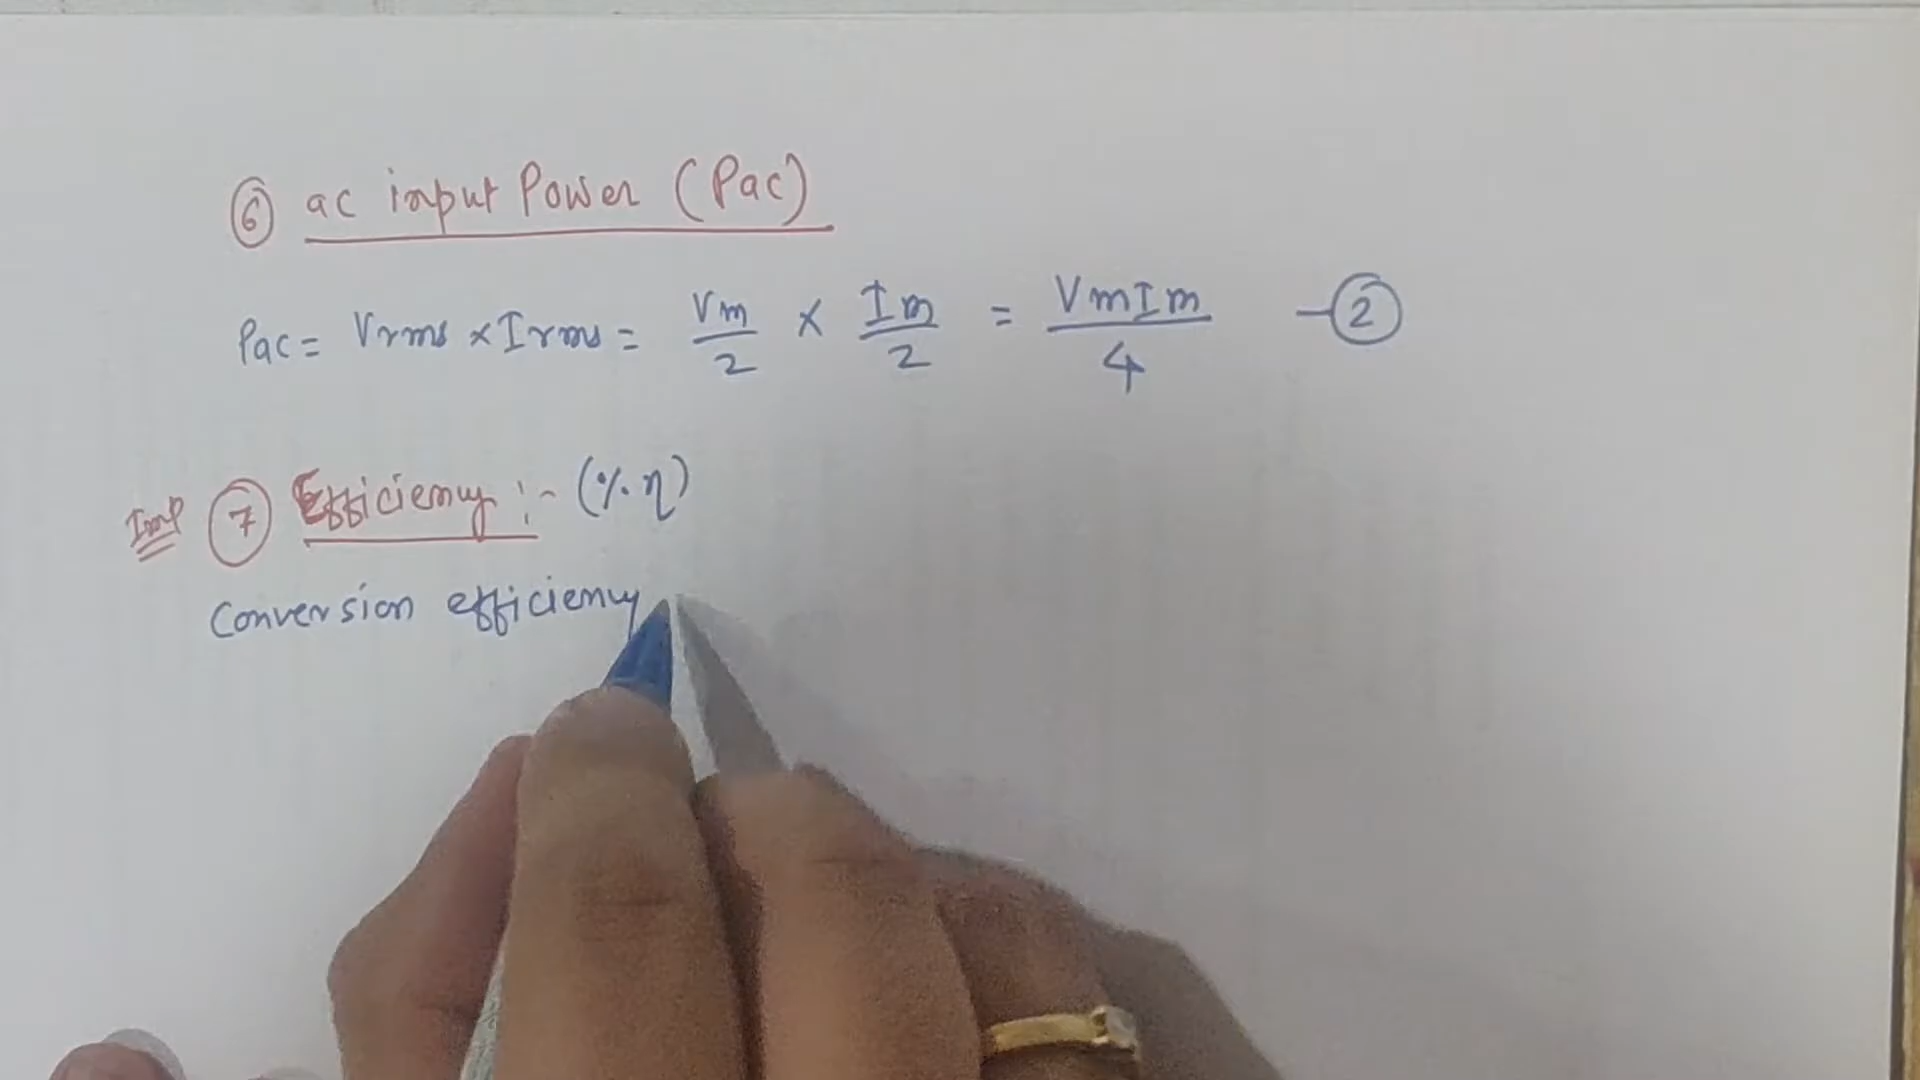 ⑥ ac input Power (Pac)
Pac = Vrms × Irms = Vm/2 × Im/2 = VmIm/4 —②
Imp ⑦ Efficiency :- (% η)
Conversion efficiency